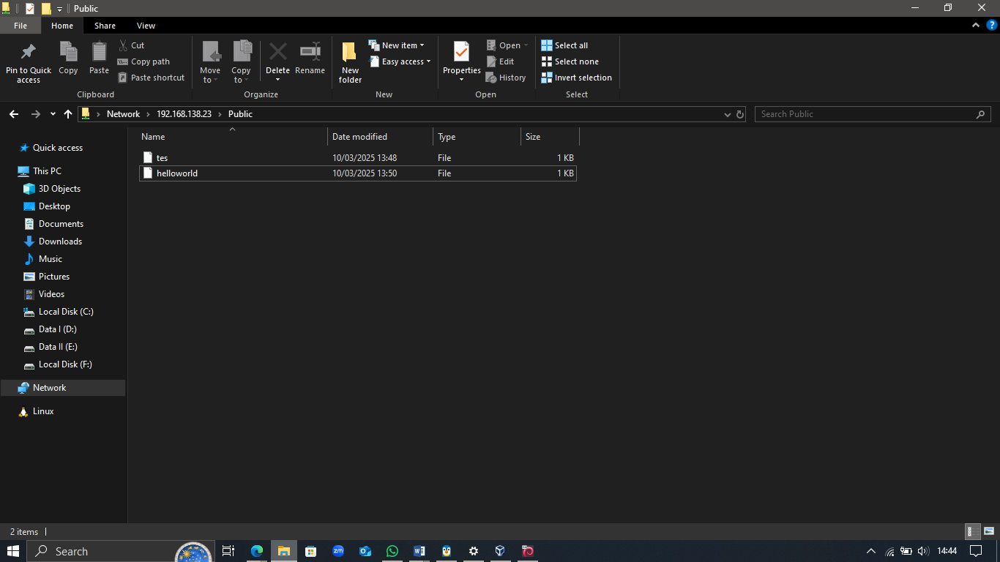 Public
File Home Share View
Pin to Quick access
Copy
Paste
Cut
Copy path
Paste shortcut
Clipboard
Move to
Copy to
Delete
Rename
Organize
New folder
New item
Easy access
New
Properties
Open
Edit
History
Open
Select all
Select none
Invert selection
Select
Network > 192.168.138.23 > Public
Search Public
Name Date modified Type Size
tes 10/03/2025 13:48 File 1 KB
helloworld 10/03/2025 13:50 File 1 KB
Quick access
This PC
3D Objects
Desktop
Documents
Downloads
Music
Pictures
Videos
Local Disk (C:)
Data I (D:)
Data II (E:)
Local Disk (F:)
Network
Linux
2 items
Search
zm
14:44